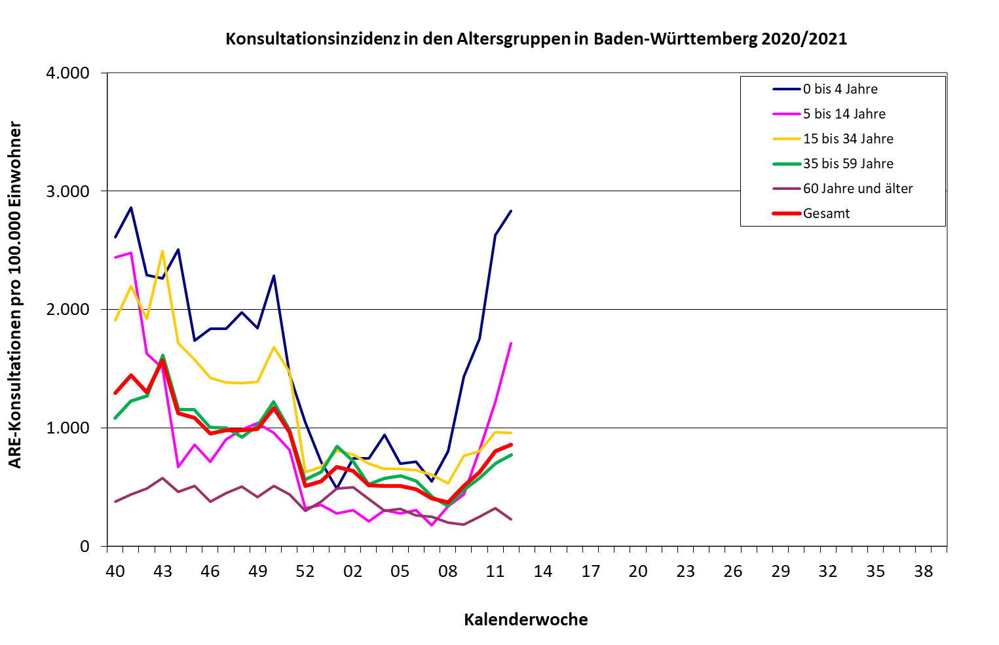 Konsultationsinzidenz in den Altersgruppen in Baden-Württemberg 2020/2021
ARE-Konsultationen pro 100.000 Einwohner
4.000
3.000
2.000
1.000
0
0 bis 4 Jahre
5 bis 14 Jahre
15 bis 34 Jahre
35 bis 59 Jahre
60 Jahre und älter
Gesamt
40 43 46 49 52 02 05 08 11 14 17 20 23 26 29 32 35 38
Kalenderwoche